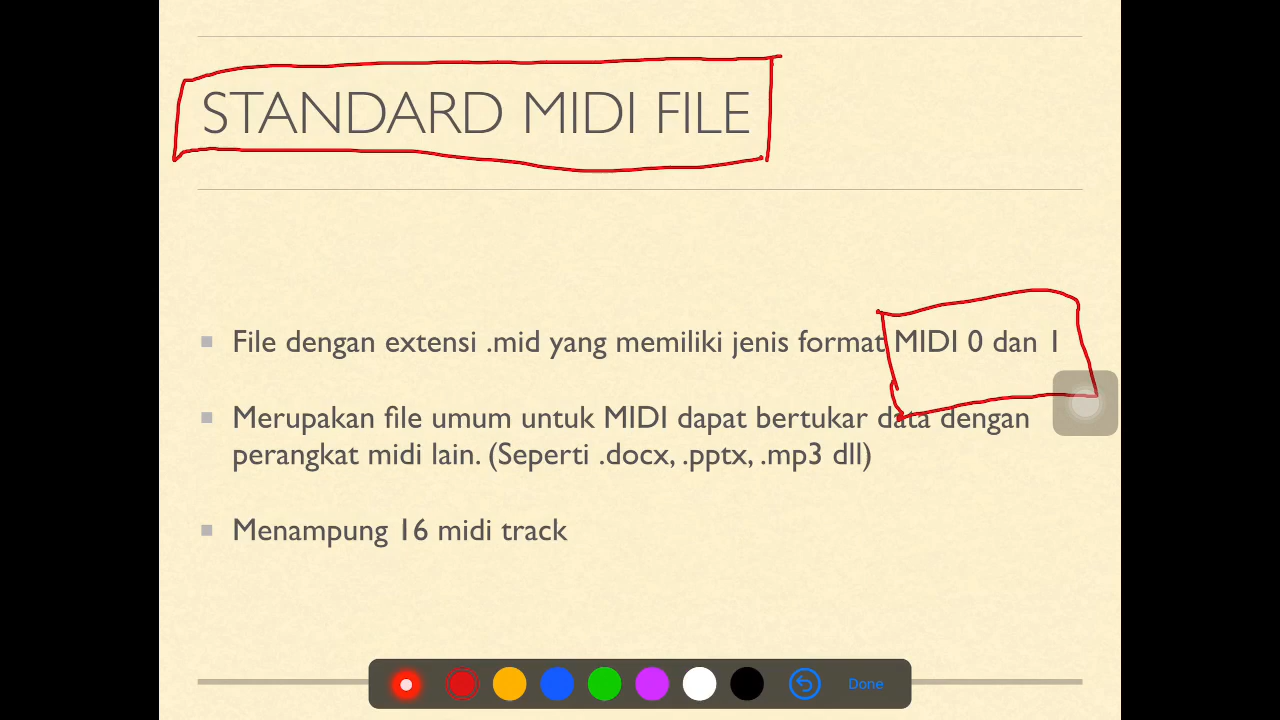 STANDARD MIDI FILE
File dengan extensi .mid yang memiliki jenis format MIDI 0 dan 1
Merupakan file umum untuk MIDI dapat bertukar data dengan
perangkat midi lain. (Seperti .docx, .pptx, .mp3 dll)
Menampung 16 midi track
Done